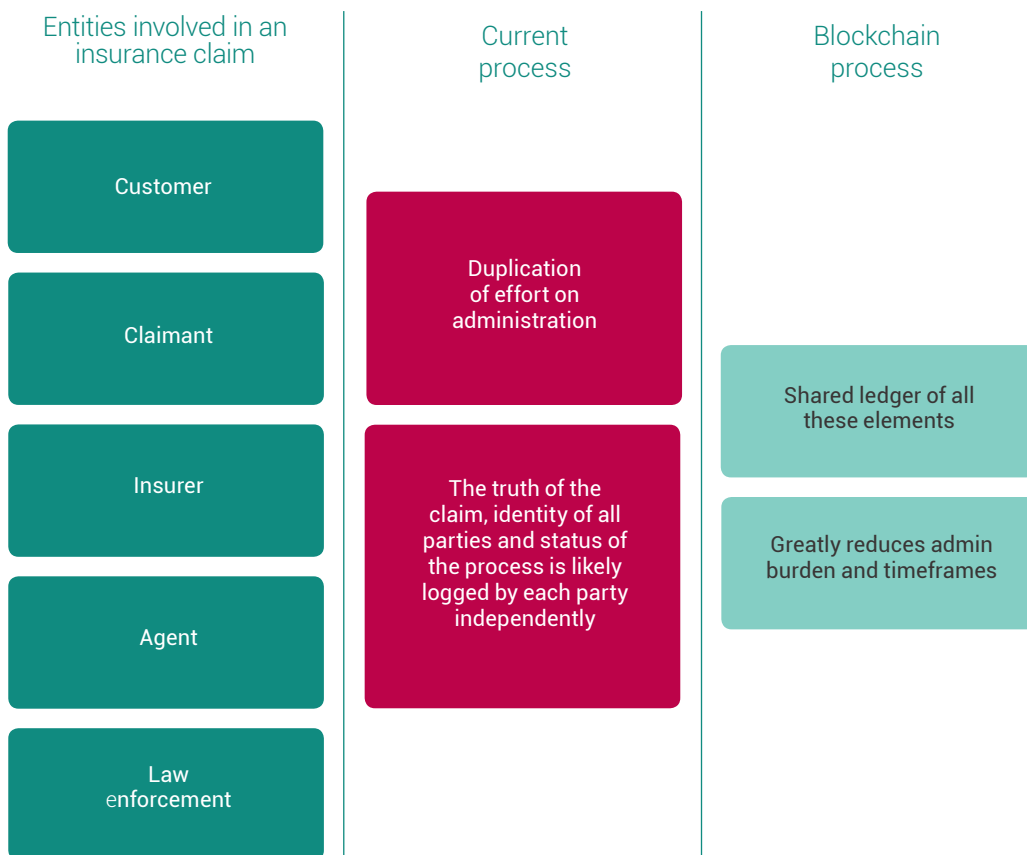 Entities involved in an
insurance claim
Customer
Claimant
Insurer
Agent
Law
enforcement
Current
process
Duplication
of effort on
administration
The truth of the
claim, identity of all
parties and status of
the process is likely
logged by each party
independently
Blockchain
process
Shared ledger of all
these elements
Greatly reduces admin
burden and timeframes